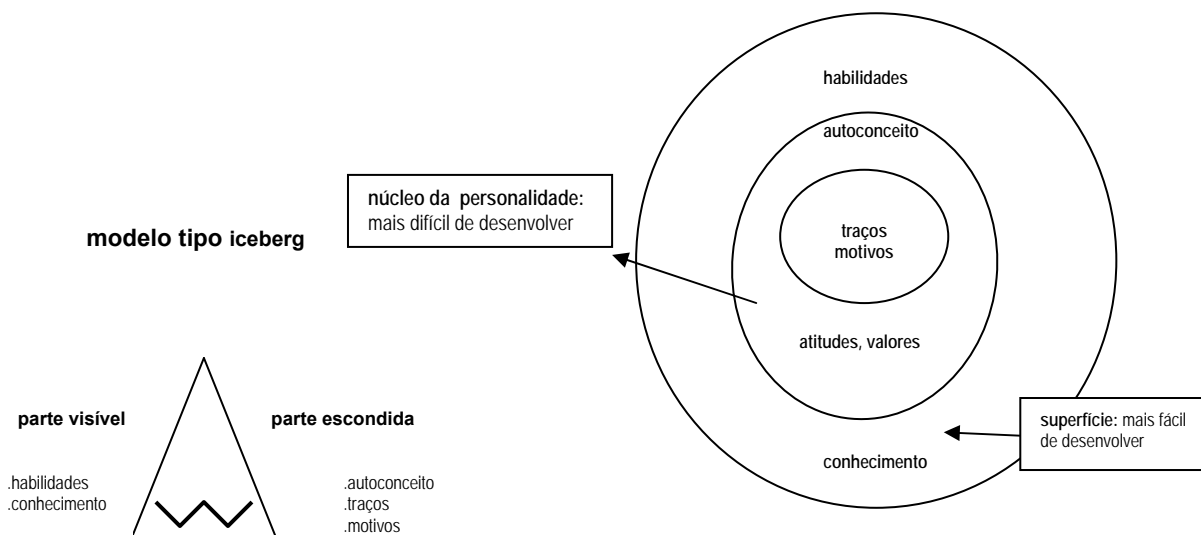 modelo tipo iceberg
núcleo da personalidade:
mais difícil de desenvolver
habilidades
autoconceito
traços
motivos
atitudes, valores
conhecimento
superfície: mais fácil
de desenvolver
parte visível
.habilidades
.conhecimento
parte escondida
.autoconceito
.traços
.motivos